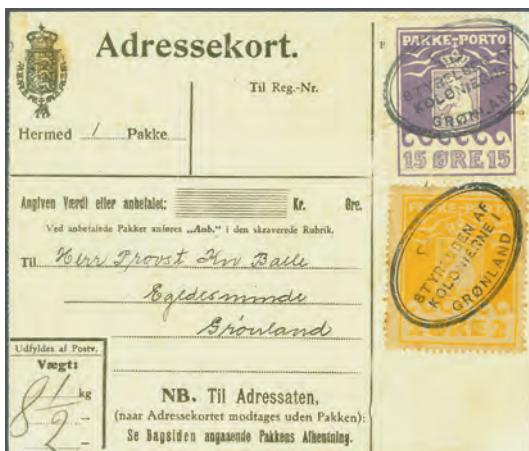 Adressekort.
Til Reg.-Nr.
Hermed 1 Pakke
Angiven Værdi eller anbefalet: Kr. Øre.
Ved anbefalede Pakker anføres „Anb.“ i den skraverede Rubrik.
Til Herr Provst Kn Balle
Egedesminde
Grönland
Udfyldes af Postv.
Vægt:
8 1/2 kg
NB. Til Adressaten,
(naar Adressekortet modtages uden Pakken):
Se Bagsiden angaaende Pakkens Afhentning.
PAKKE-PORTO
STYRELSEN AF
KOLONIERNE I
GRØNLAND
15 ØRE 15
PAKKE-PORTO
STYRELSEN AF
KOLONIERNE I
GRØNLAND
ØRE 2